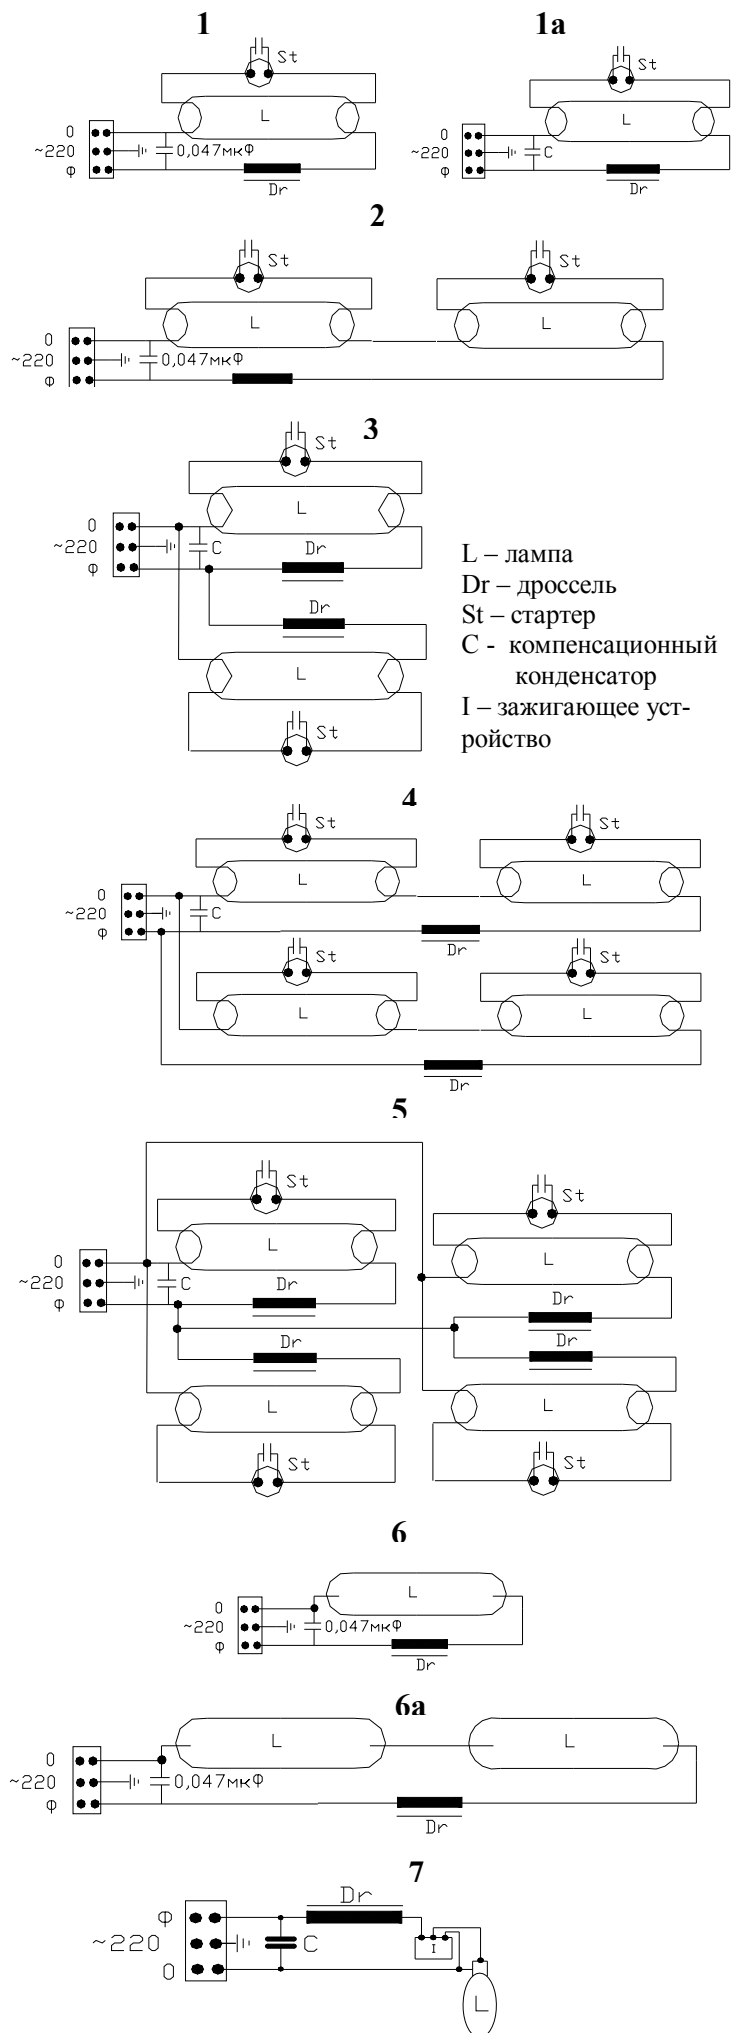 1
1а
St
St
L
L
0
~220
Ф
0,047мкФ
Dr
0
~220
Ф
C
Dr
2
St
St
L
L
0
~220
Ф
0,047мкФ
3
St
L
0
~220
Ф
C
Dr
Dr
L
St
L – лампа
Dr – дроссель
St – стартер
С - компенсационный
конденсатор
I – зажигающее уст-
ройство
4
St
St
L
L
0
~220
Ф
C
Dr
St
St
L
L
Dr
5
St
St
L
L
0
~220
Ф
C
Dr
Dr
Dr
Dr
L
L
St
St
6
L
0
~220
Ф
0,047мкФ
Dr
6а
L
L
0
~220
Ф
0,047мкФ
Dr
7
Dr
Ф
~220
0
C
I
L